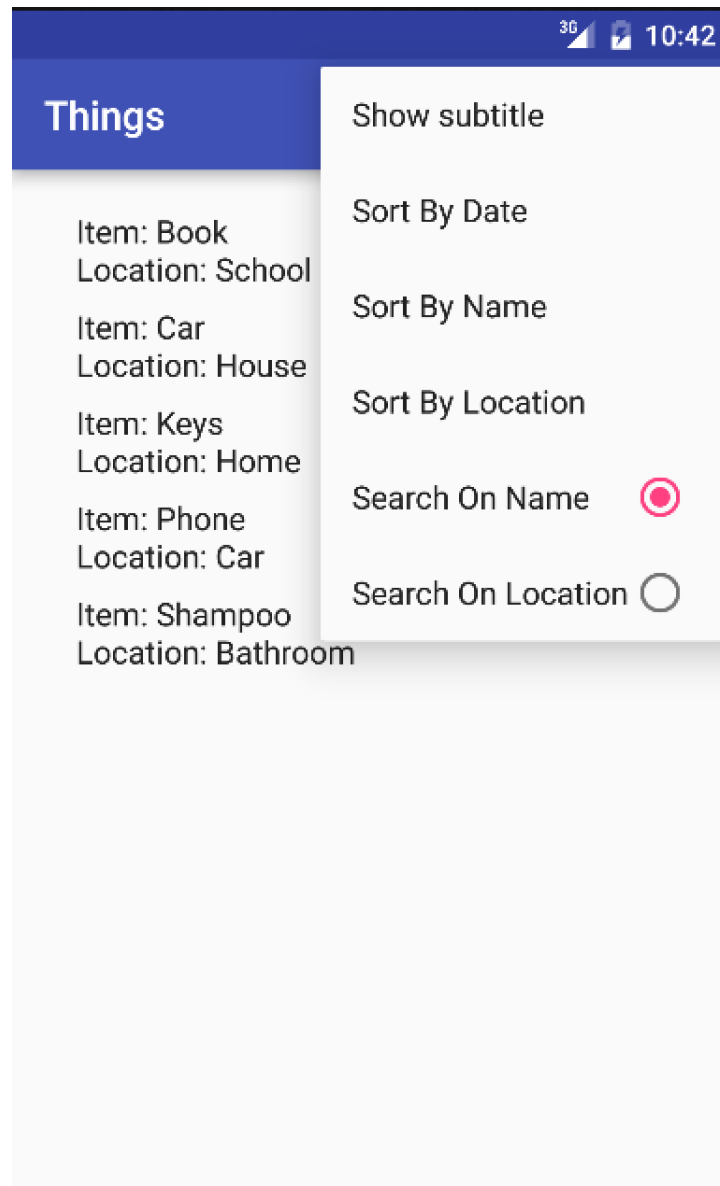 3G 10:42
Things
Show subtitle
Sort By Date
Sort By Name
Sort By Location
Search On Name
Search On Location
Item: Book
Location: School
Item: Car
Location: House
Item: Keys
Location: Home
Item: Phone
Location: Car
Item: Shampoo
Location: Bathroom